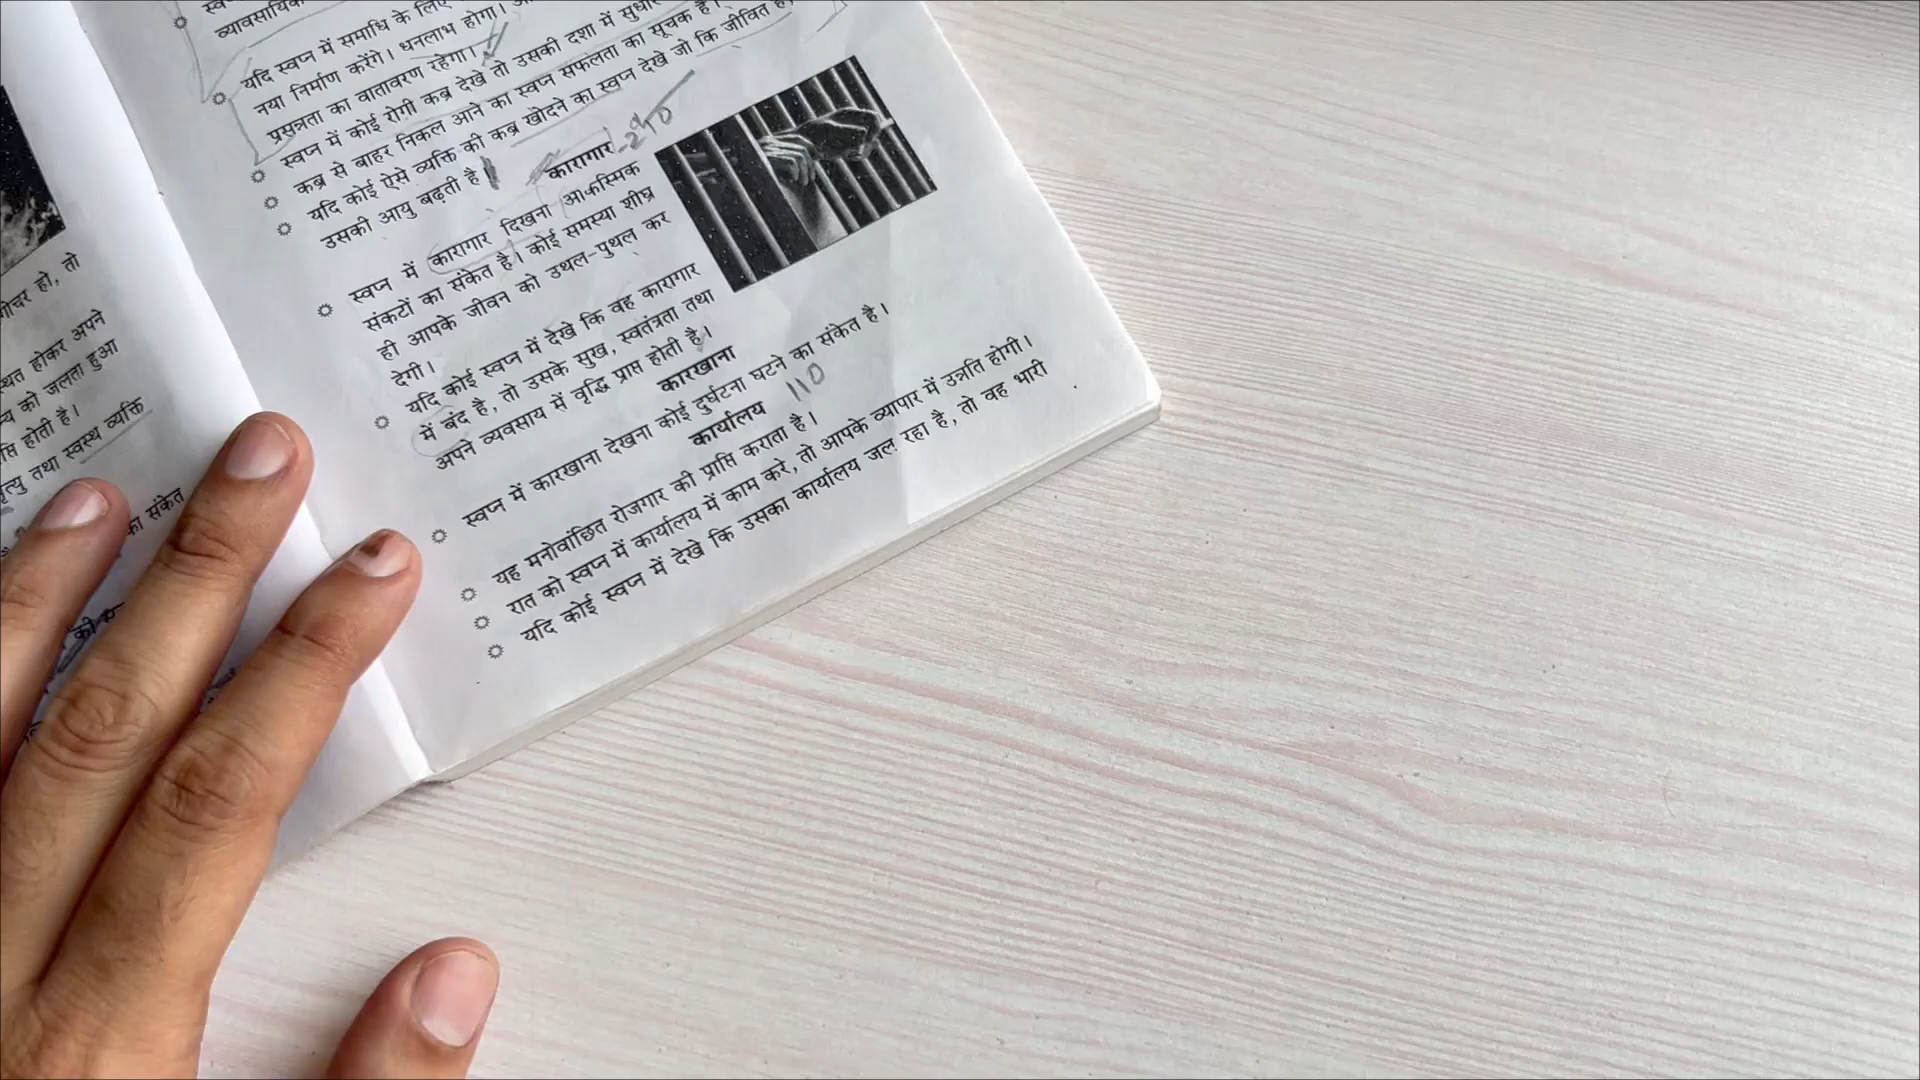 व्यावसायिक
यदि स्वप्न में समाधि के लिए
नया निर्माण करेंगे। धनलाभ होगा।
प्रसन्नता का वातावरण रहेगा।
स्वप्न में कोई रोगी कब्र देखे तो उसकी दशा में सुधार
कब्र से बाहर निकल आने का स्वप्न सफलता का सूचक है।
यदि कोई ऐसे व्यक्ति की कब्र खोदने का स्वप्न देखे जो कि जीवित है,
उसकी आयु बढ़ती है।
कारागार
स्वप्न में कारागार दिखना आकस्मिक
संकटों का संकेत है। कोई समस्या शीघ्र
ही आपके जीवन को उथल-पुथल कर
देगी।
यदि कोई स्वप्न में देखे कि वह कारागार
में बंद है, तो उसके सुख, स्वतंत्रता तथा
अपने व्यवसाय में वृद्धि प्राप्त होती है।
कारखाना
स्वप्न में कारखाना देखना कोई दुर्घटना घटने का संकेत है।
कार्यालय 110
यह मनोवांछित रोजगार की प्राप्ति कराता है।
रात को स्वप्न में कार्यालय में काम करे, तो आपके व्यापार में उन्नति होगी।
यदि कोई स्वप्न में देखे कि उसका कार्यालय जल रहा है, तो वह भारी
हो, तो
होकर अपने
को जलता हुआ
होती है।
तथा स्वस्थ व्यक्ति
का संकेत